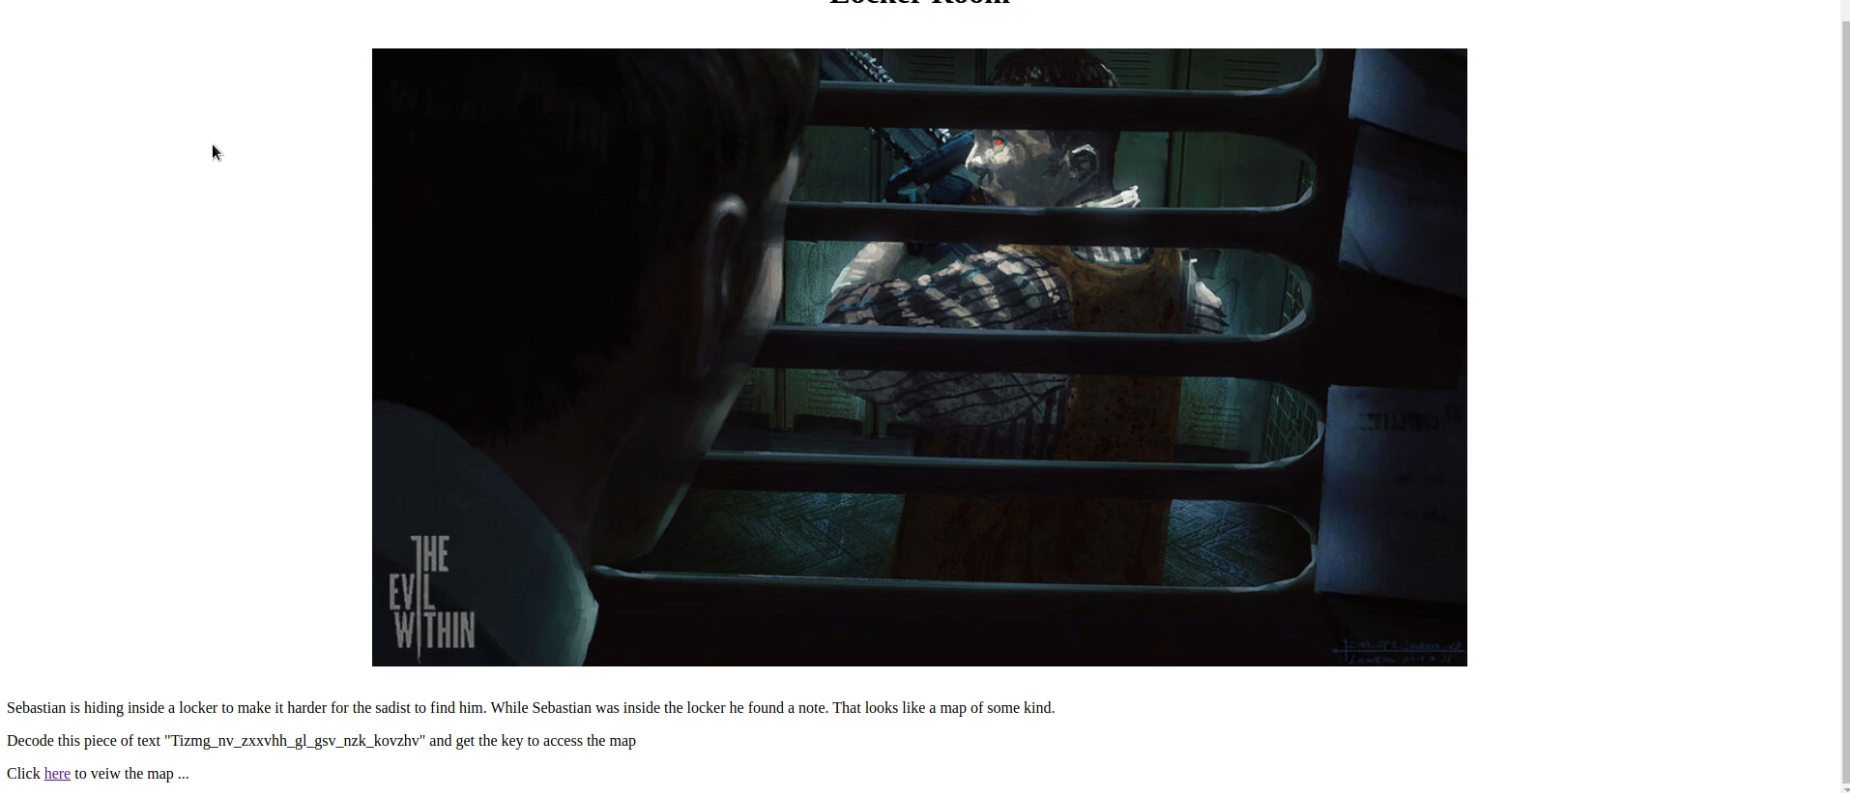 Locker Room
THE
EVIL
WITHIN
Sebastian is hiding inside a locker to make it harder for the sadist to find him. While Sebastian was inside the locker he found a note. That looks like a map of some kind.
Decode this piece of text "Tizmg_nv_zxxvhh_gl_gsv_nzk_kovzhv" and get the key to access the map
Click here to veiw the map ...